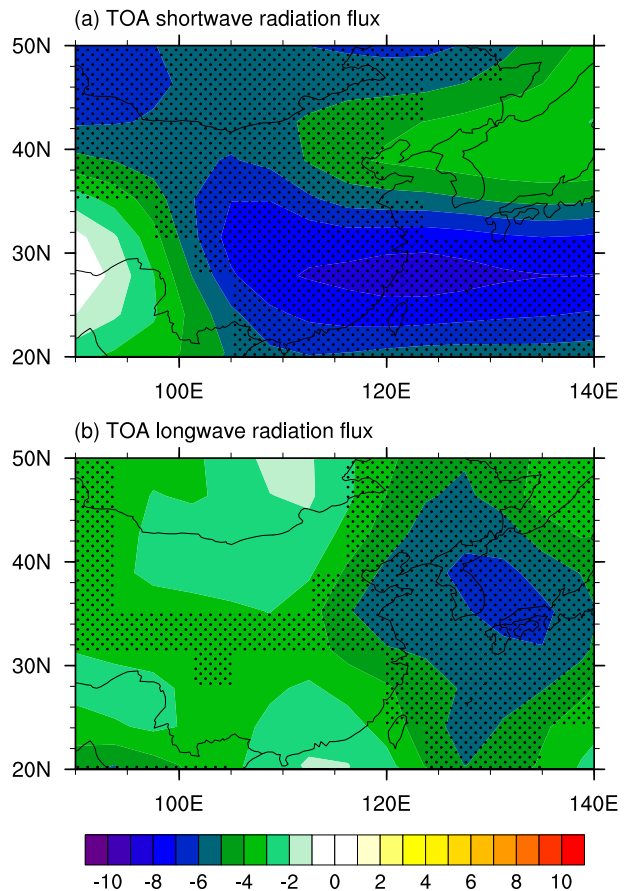 (a) TOA shortwave radiation flux
50N
40N
30N
20N
100E 120E 140E
(b) TOA longwave radiation flux
50N
40N
30N
20N
100E 120E 140E
-10 -8 -6 -4 -2 0 2 4 6 8 10